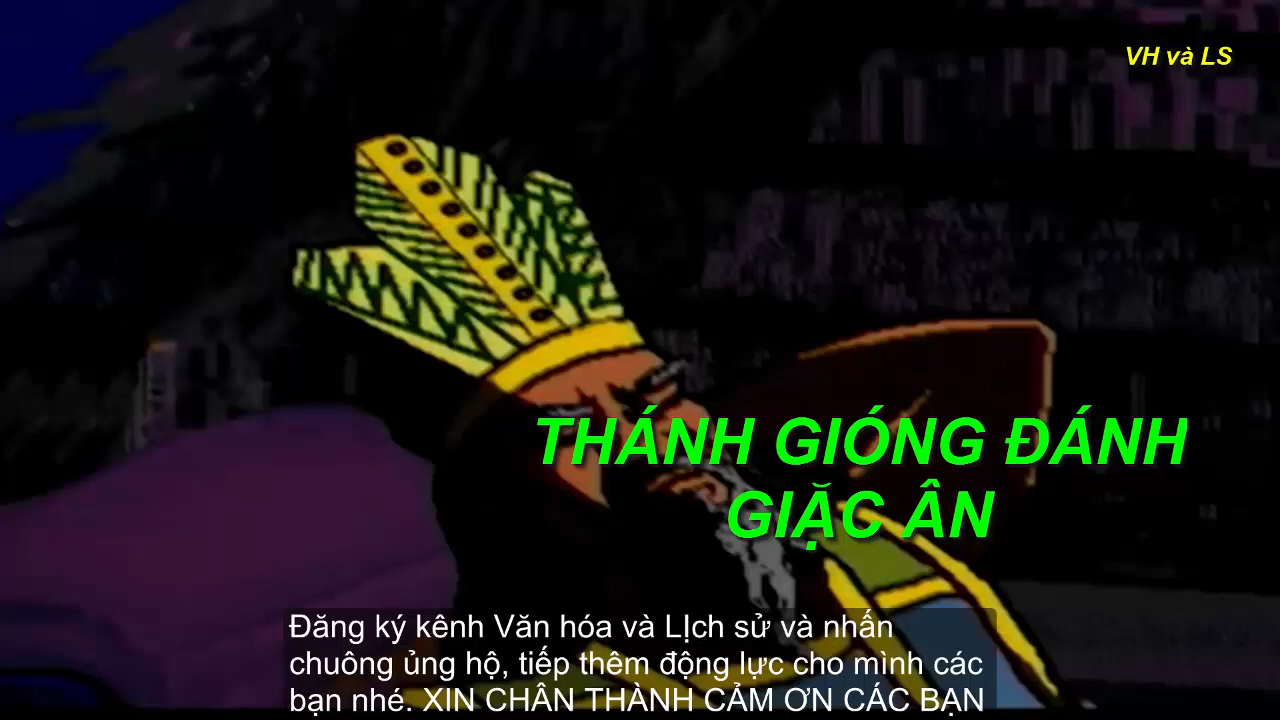 VH và LS
THÁNH GIÓNG ĐÁNH
GIẶC ÂN
Đăng ký kênh Văn hóa và LỊch sử và nhấn
chuông ủng hộ, tiếp thêm động lực cho mình các
bạn nhé. XIN CHÂN THÀNH CẢM ƠN CÁC BẠN